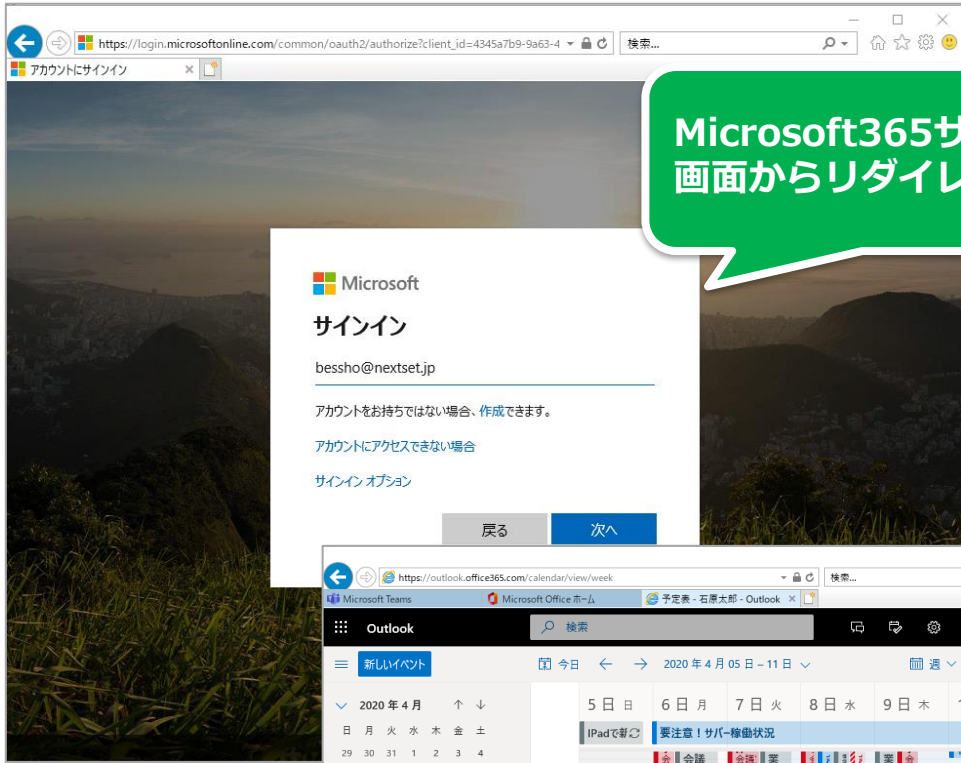 https://login.microsoftonline.com/common/oauth2/authorize?client_id=4345a7b9-9a63-4
検索...
アカウントにサインイン
Microsoft365サ
画面からリダイレ
Microsoft
サインイン
bessho@nextset.jp
アカウントをお持ちではない場合、作成できます。
アカウントにアクセスできない場合
サインイン オプション
戻る
次へ
https://outlook.office365.com/calendar/view/week
検索...
Microsoft Teams
Microsoft Office ホーム
予定表 - 石原太郎 - Outlook
Outlook
検索
新しいイベント
今日
2020 年 4 月 05 日 – 11 日
週
2020 年 4 月
5日 日 6日 月 7日 火 8日 水 9日 木
日 月 火 水 木 金 土
IPadで新
要注意！サーバー稼働状況
29 30 31 1 2 3 4
会 会議 会議 業
業 会